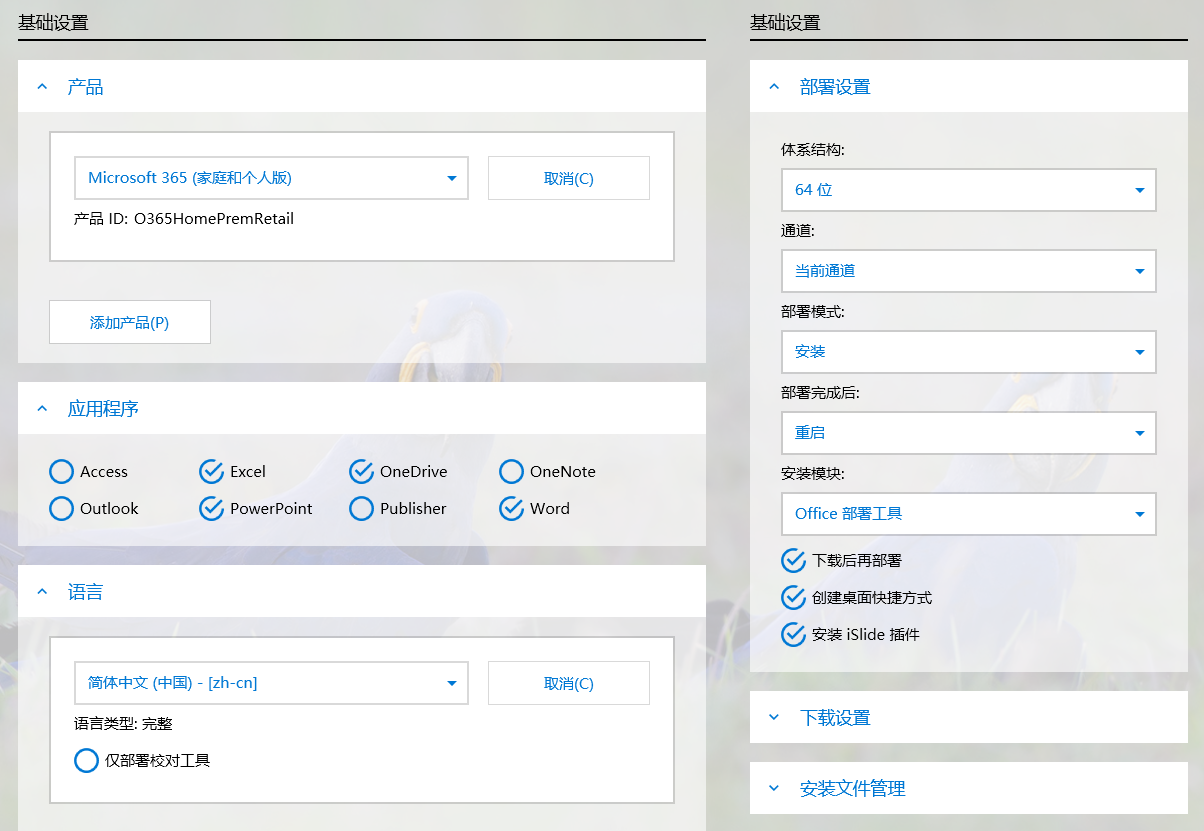 基础设置
产品
Microsoft 365 (家庭和个人版)
取消(C)
产品 ID: O365HomePremRetail
添加产品(P)
应用程序
Access
Excel
OneDrive
OneNote
Outlook
PowerPoint
Publisher
Word
语言
简体中文 (中国) - [zh-cn]
取消(C)
语言类型: 完整
仅部署校对工具
基础设置
部署设置
体系结构:
64 位
通道:
当前通道
部署模式:
安装
部署完成后:
重启
安装模块:
Office 部署工具
下载后再部署
创建桌面快捷方式
安装 iSlide 插件
下载设置
安装文件管理